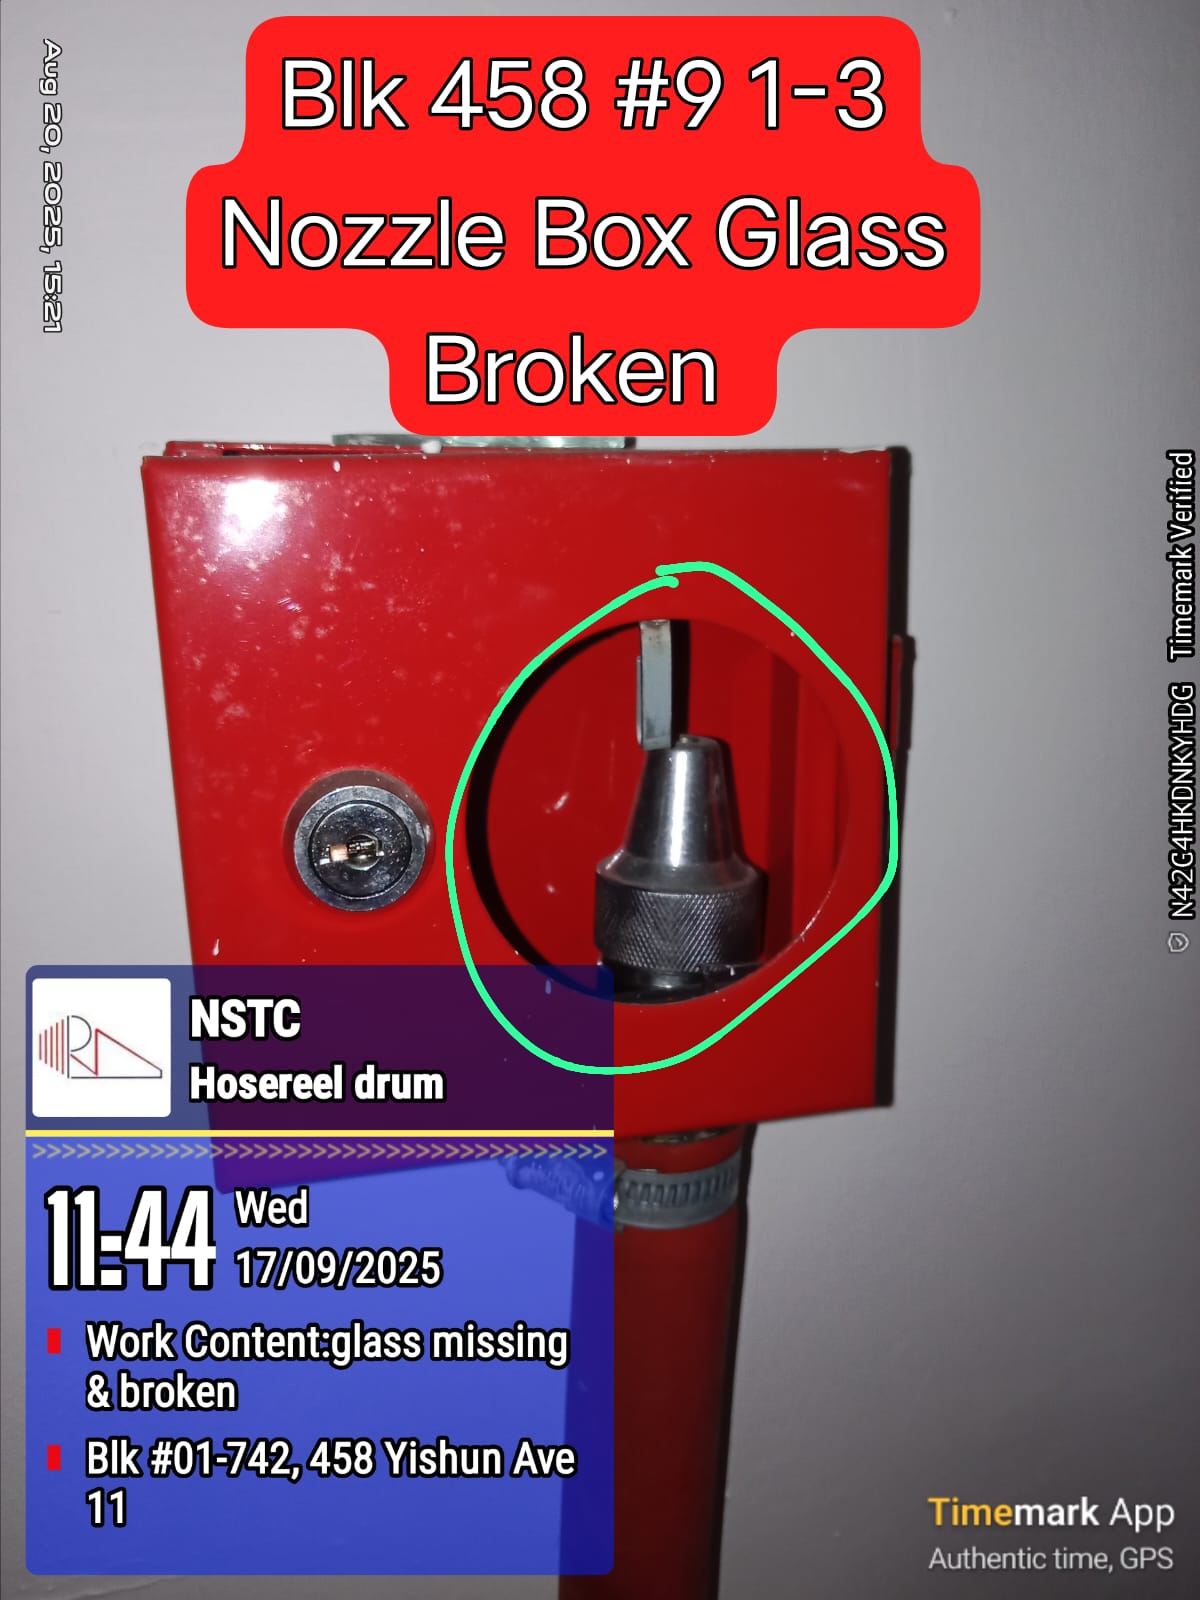 Blk 458 #9 1-3
Nozzle Box Glass
Broken
Aug 20, 2025, 15:21
N42G4HKDNKYHDG Timemark Verified
NSTC
Hosereel drum
>>>>>>>>>>>>>>>>>>>>>>>>>>>>>>>>>>>>>>>
11:44
Wed
17/09/2025
Work Content:glass missing
& broken
Blk #01-742, 458 Yishun Ave
11
Timemark App
Authentic time, GPS